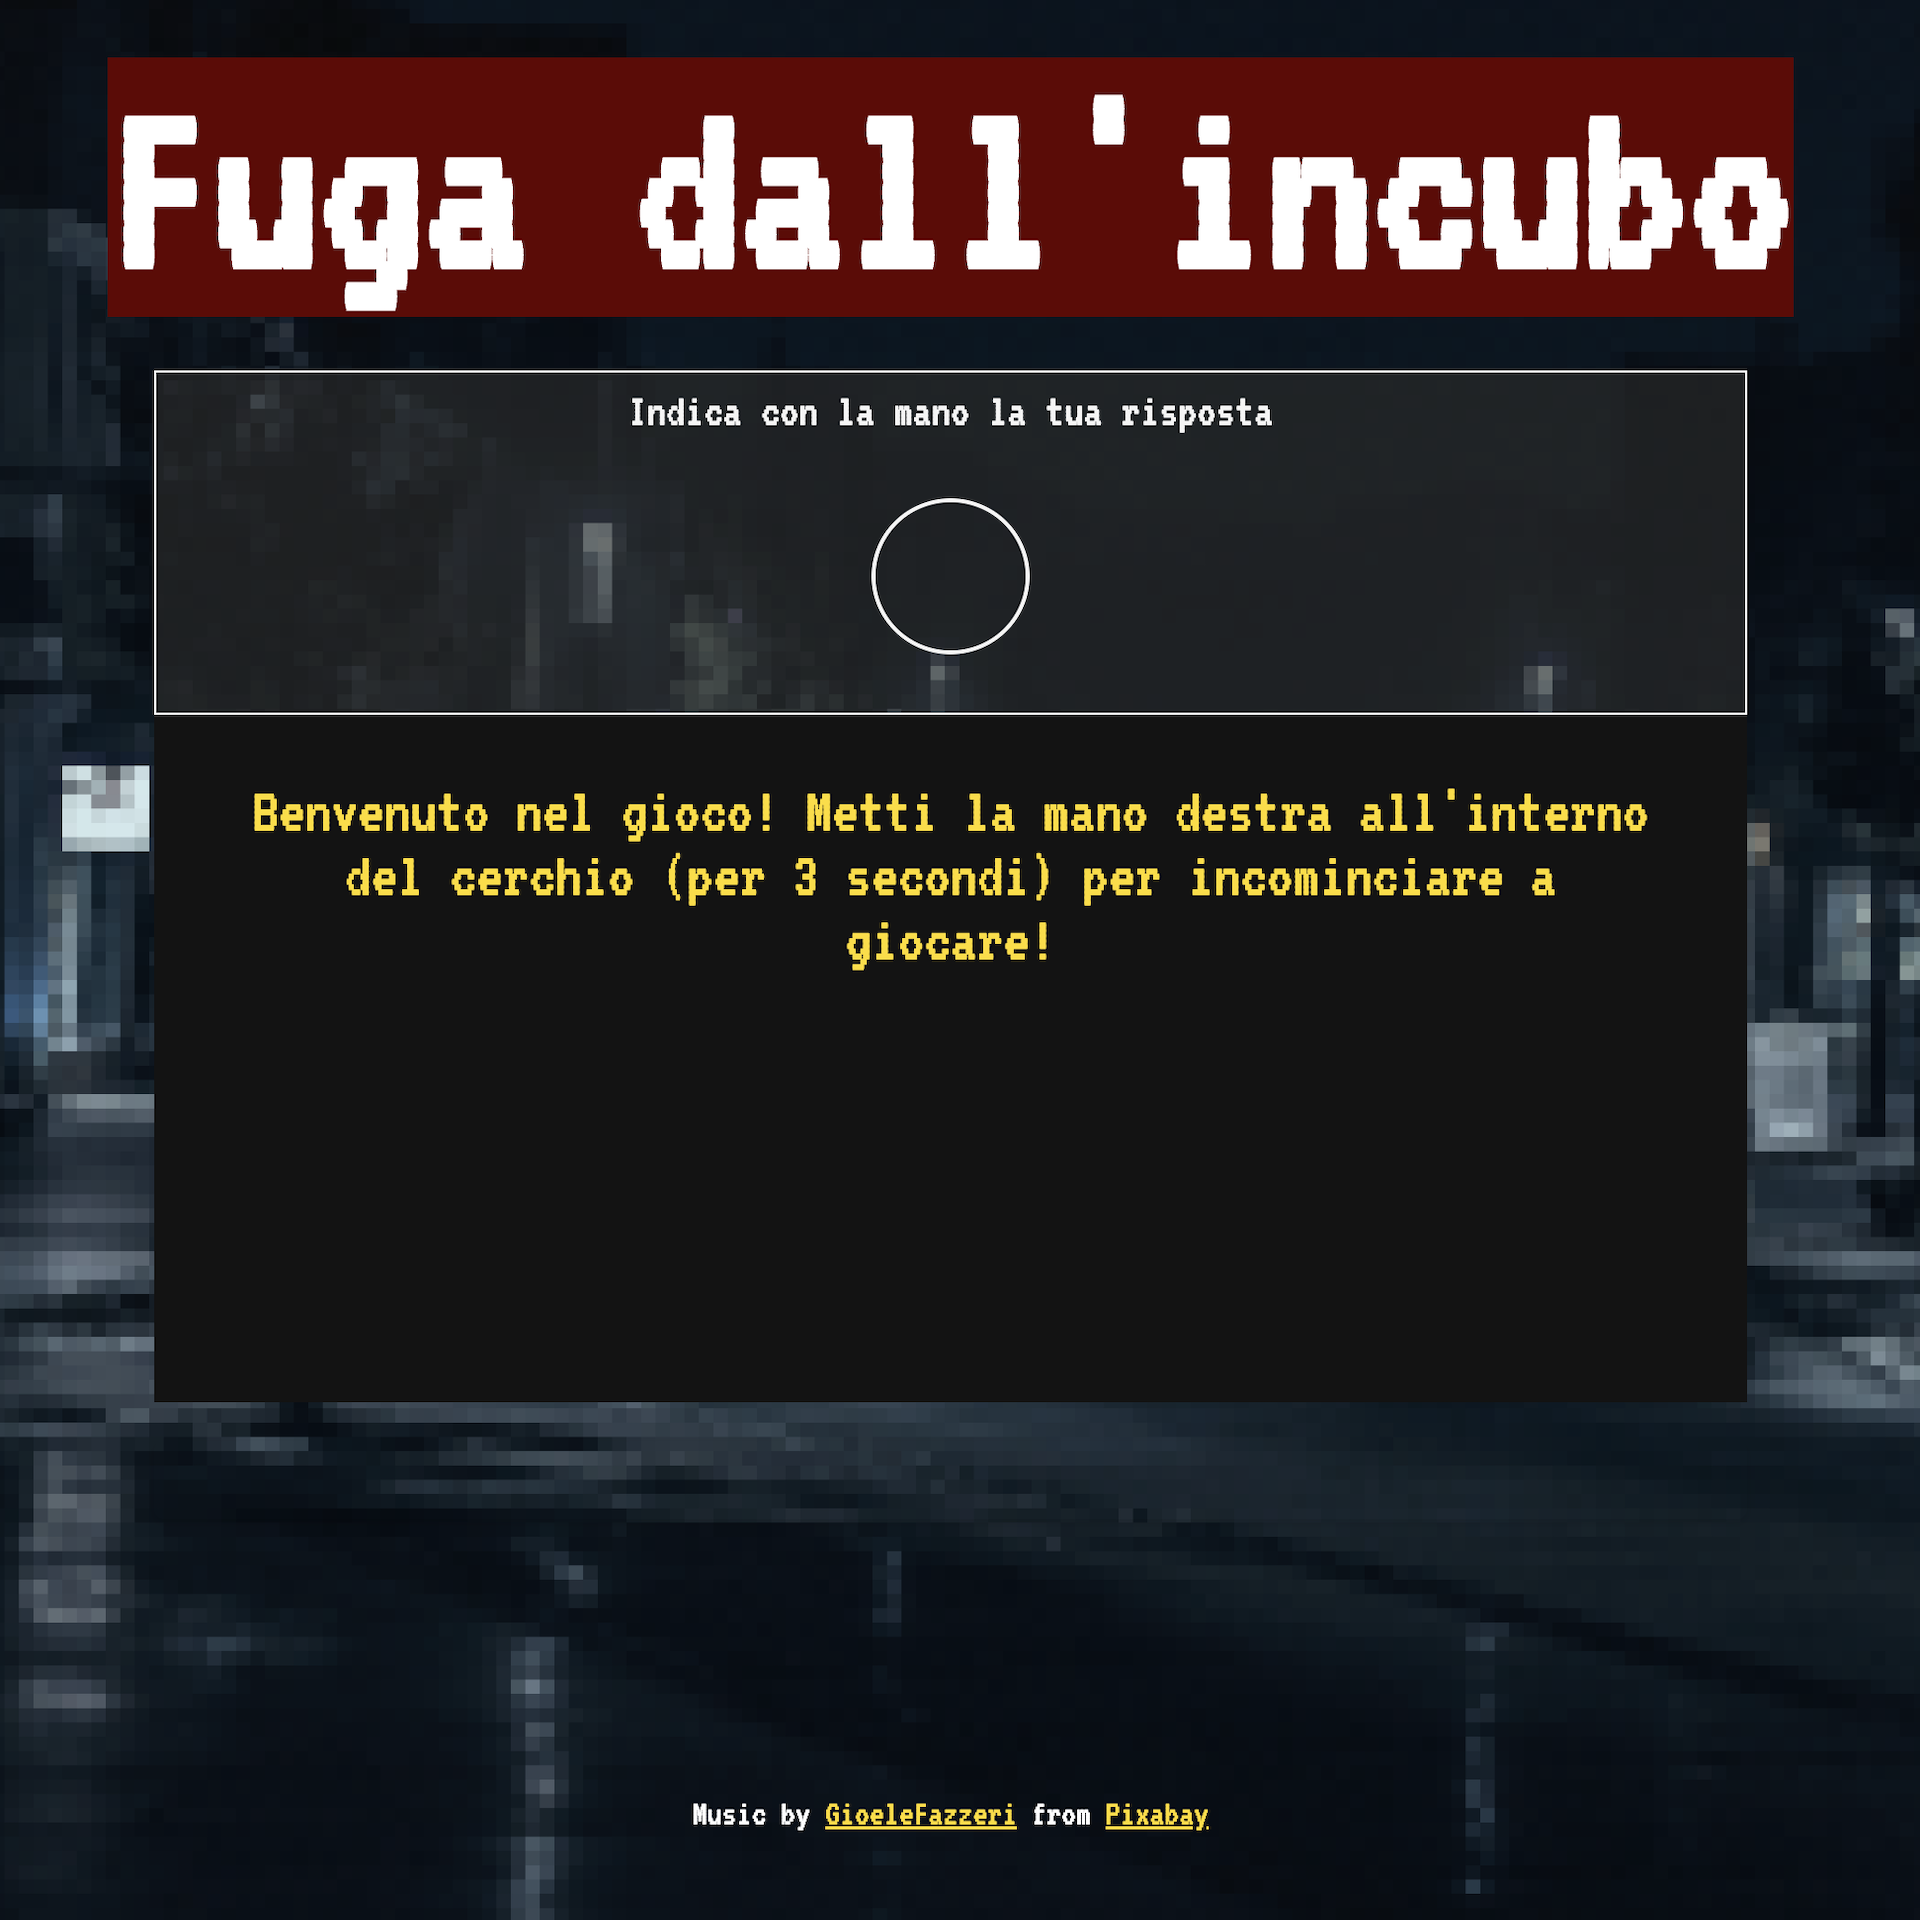 Fuga dall'incubo
Indica con la mano la tua risposta
Benvenuto nel gioco! Metti la mano destra all'interno
del cerchio (per 3 secondi) per incominciare a
giocare!
Music by GioeleFazzeri from Pixabay